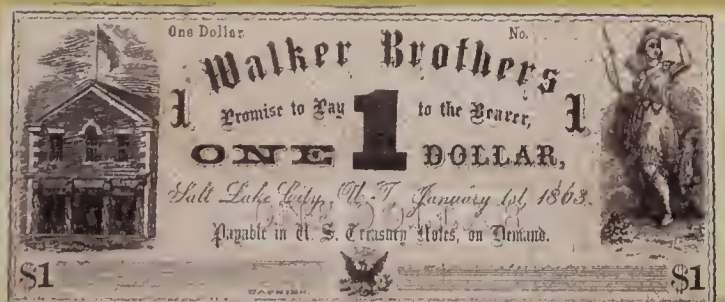 One Dollar. No.
Walker Brothers
1 Promise to Pay 1 to the Bearer, 1
ONE DOLLAR,
Salt Lake City, U. T., January 1st, 1863.
Payable in U. S. Treasury Notes, on Demand.
$1 $1
CASHIER.